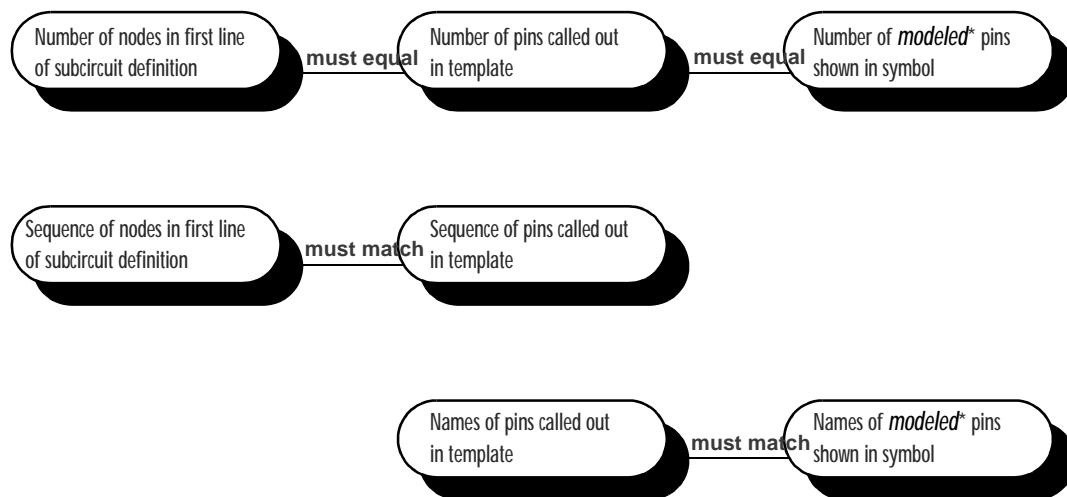 Number of nodes in first line
of subcircuit definition
must equal
Number of pins called out
in template
must equal
Number of modeled* pins
shown in symbol
Sequence of nodes in first line
of subcircuit definition
must match
Sequence of pins called out
in template
Names of pins called out
in template
must match
Names of modeled* pins
shown in symbol